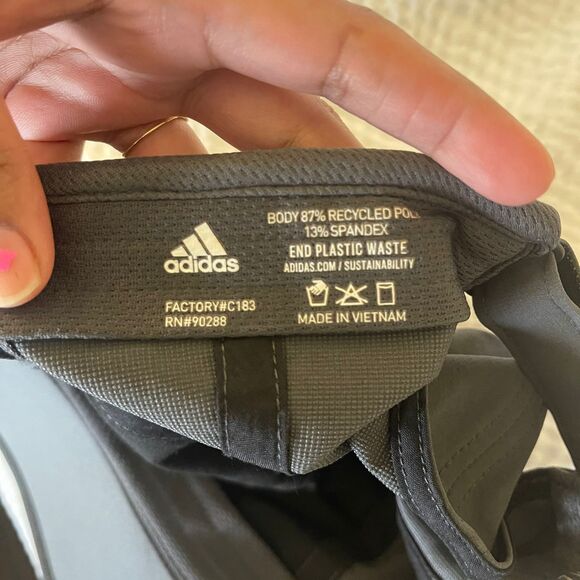 adidas
FACTORY#C183
RN#90288
BODY 87% RECYCLED POL
13% SPANDEX
END PLASTIC WASTE
ADIDAS.COM / SUSTAINABILITY
MADE IN VIETNAM